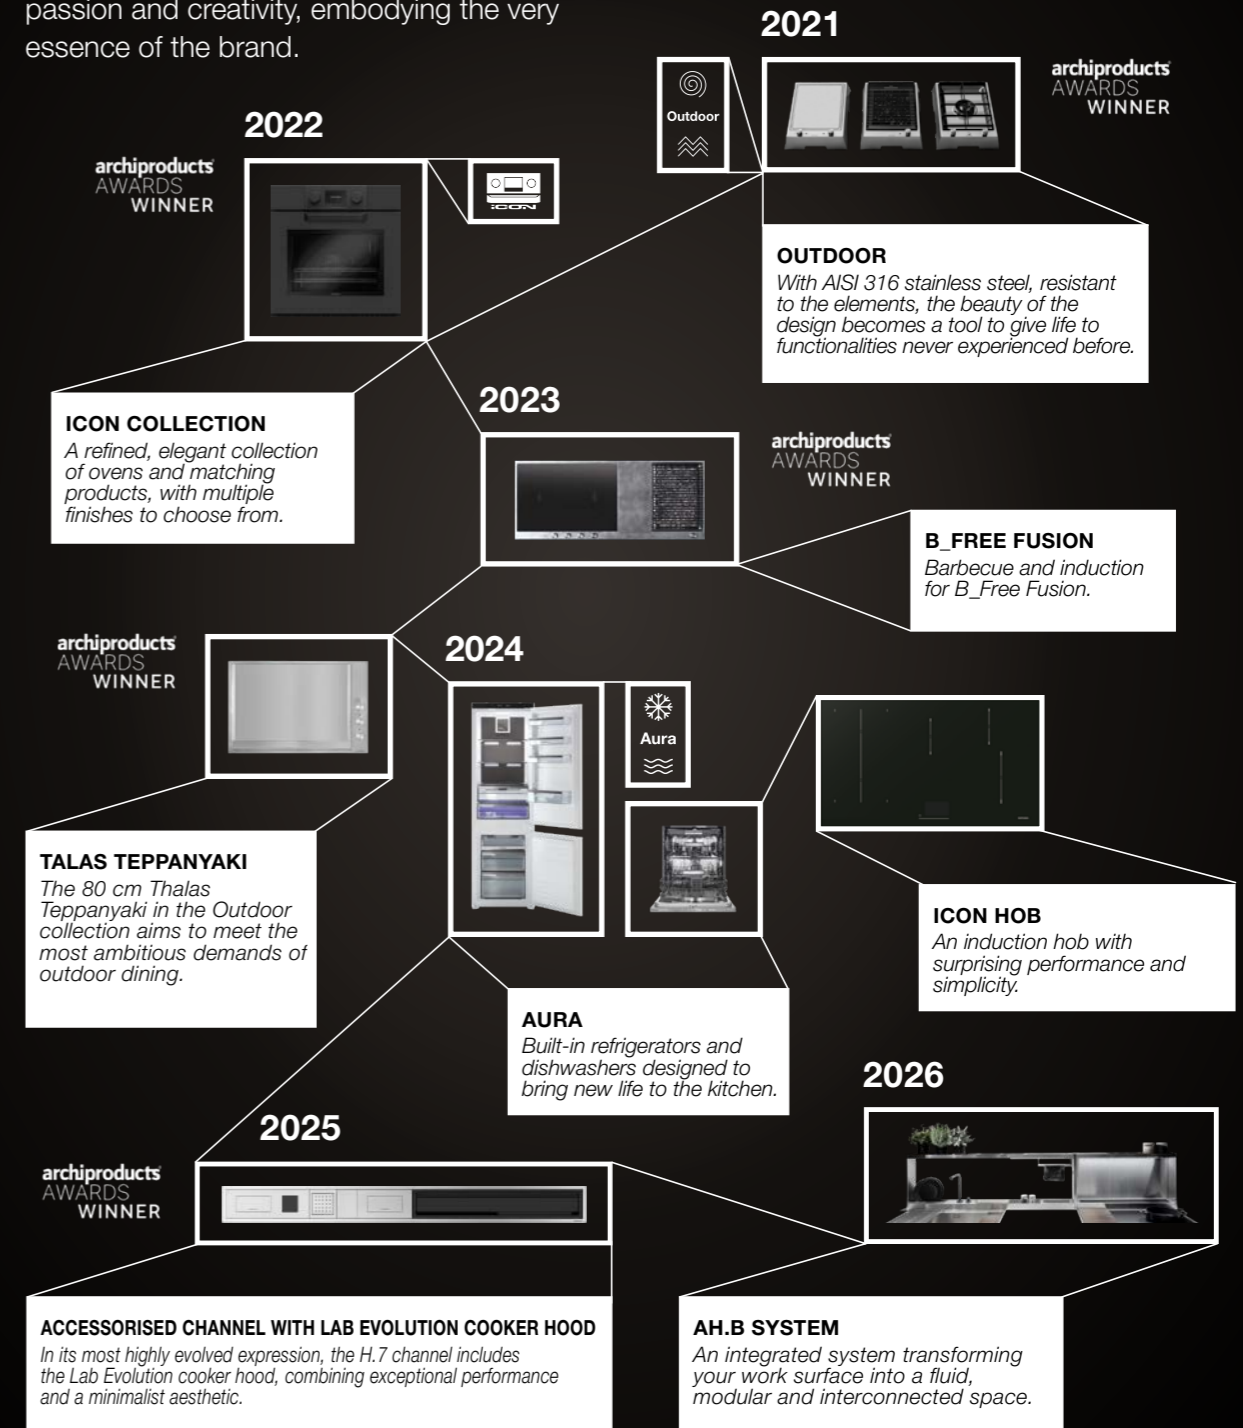 passion and creativity, embodying the very
essence of the brand.
2021
Outdoor
archiproducts
AWARDS
WINNER
OUTDOOR
With AISI 316 stainless steel, resistant
to the elements, the beauty of the
design becomes a tool to give life to
functionalities never experienced before.
2022
archiproducts
AWARDS
WINNER
iCON
ICON COLLECTION
A refined, elegant collection
of ovens and matching
products, with multiple
finishes to choose from.
2023
archiproducts
AWARDS
WINNER
B_FREE FUSION
Barbecue and induction
for B_Free Fusion.
archiproducts
AWARDS
WINNER
TALAS TEPPANYAKI
The 80 cm Thalas
Teppanyaki in the Outdoor
collection aims to meet the
most ambitious demands of
outdoor dining.
2024
Aura
AURA
Built-in refrigerators and
dishwashers designed to
bring new life to the kitchen.
ICON HOB
An induction hob with
surprising performance and
simplicity.
2025
archiproducts
AWARDS
WINNER
ACCESSORISED CHANNEL WITH LAB EVOLUTION COOKER HOOD
In its most highly evolved expression, the H.7 channel includes
the Lab Evolution cooker hood, combining exceptional performance
and a minimalist aesthetic.
2026
AH.B SYSTEM
An integrated system transforming
your work surface into a fluid,
modular and interconnected space.